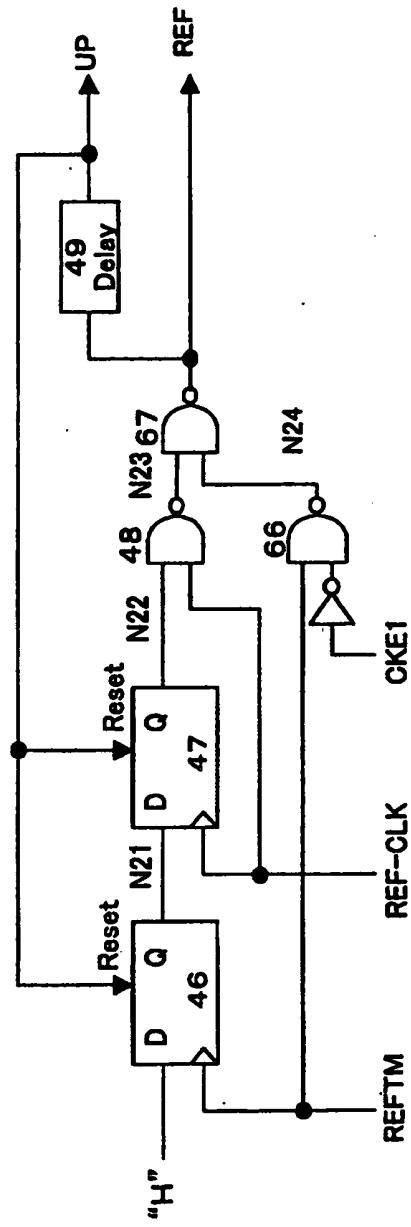 UP
REF
49
Delay
67
N23
N24
48
66
N22
Reset
Q
D
47
N21
Reset
Q
D
46
"H"
CKE1
REF-CLK
REFTM